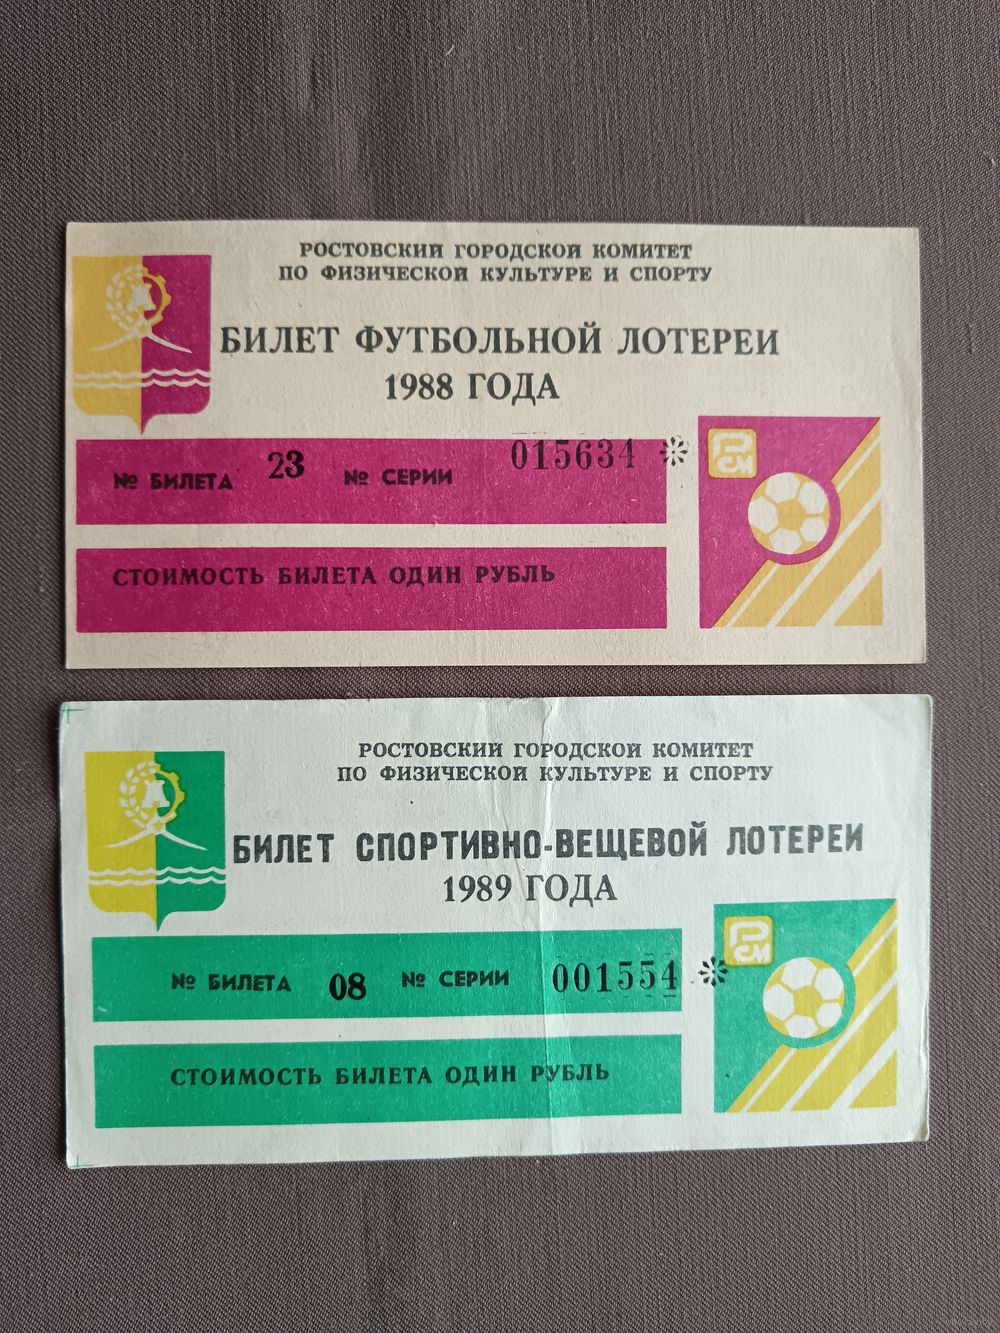 РОСТОВСКИЙ ГОРОДСКОЙ КОМИТЕТ
ПО ФИЗИЧЕСКОЙ КУЛЬТУРЕ И СПОРТУ
БИЛЕТ ФУТБОЛЬНОЙ ЛОТЕРЕИ
1988 ГОДА
№ БИЛЕТА 23 № СЕРИИ 015634
РСМ
СТОИМОСТЬ БИЛЕТА ОДИН РУБЛЬ
РОСТОВСКИЙ ГОРОДСКОЙ КОМИТЕТ
ПО ФИЗИЧЕСКОЙ КУЛЬТУРЕ И СПОРТУ
БИЛЕТ СПОРТИВНО-ВЕЩЕВОЙ ЛОТЕРЕИ
1989 ГОДА
№ БИЛЕТА 08 № СЕРИИ 001554
РСМ
СТОИМОСТЬ БИЛЕТА ОДИН РУБЛЬ